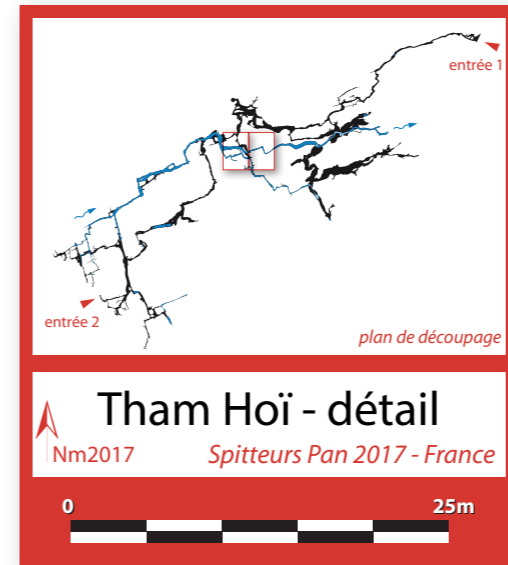 entrée 1
entrée 2
plan de découpage
Tham Hoï - détail
Nm2017 Spitteurs Pan 2017 - France
0 25m